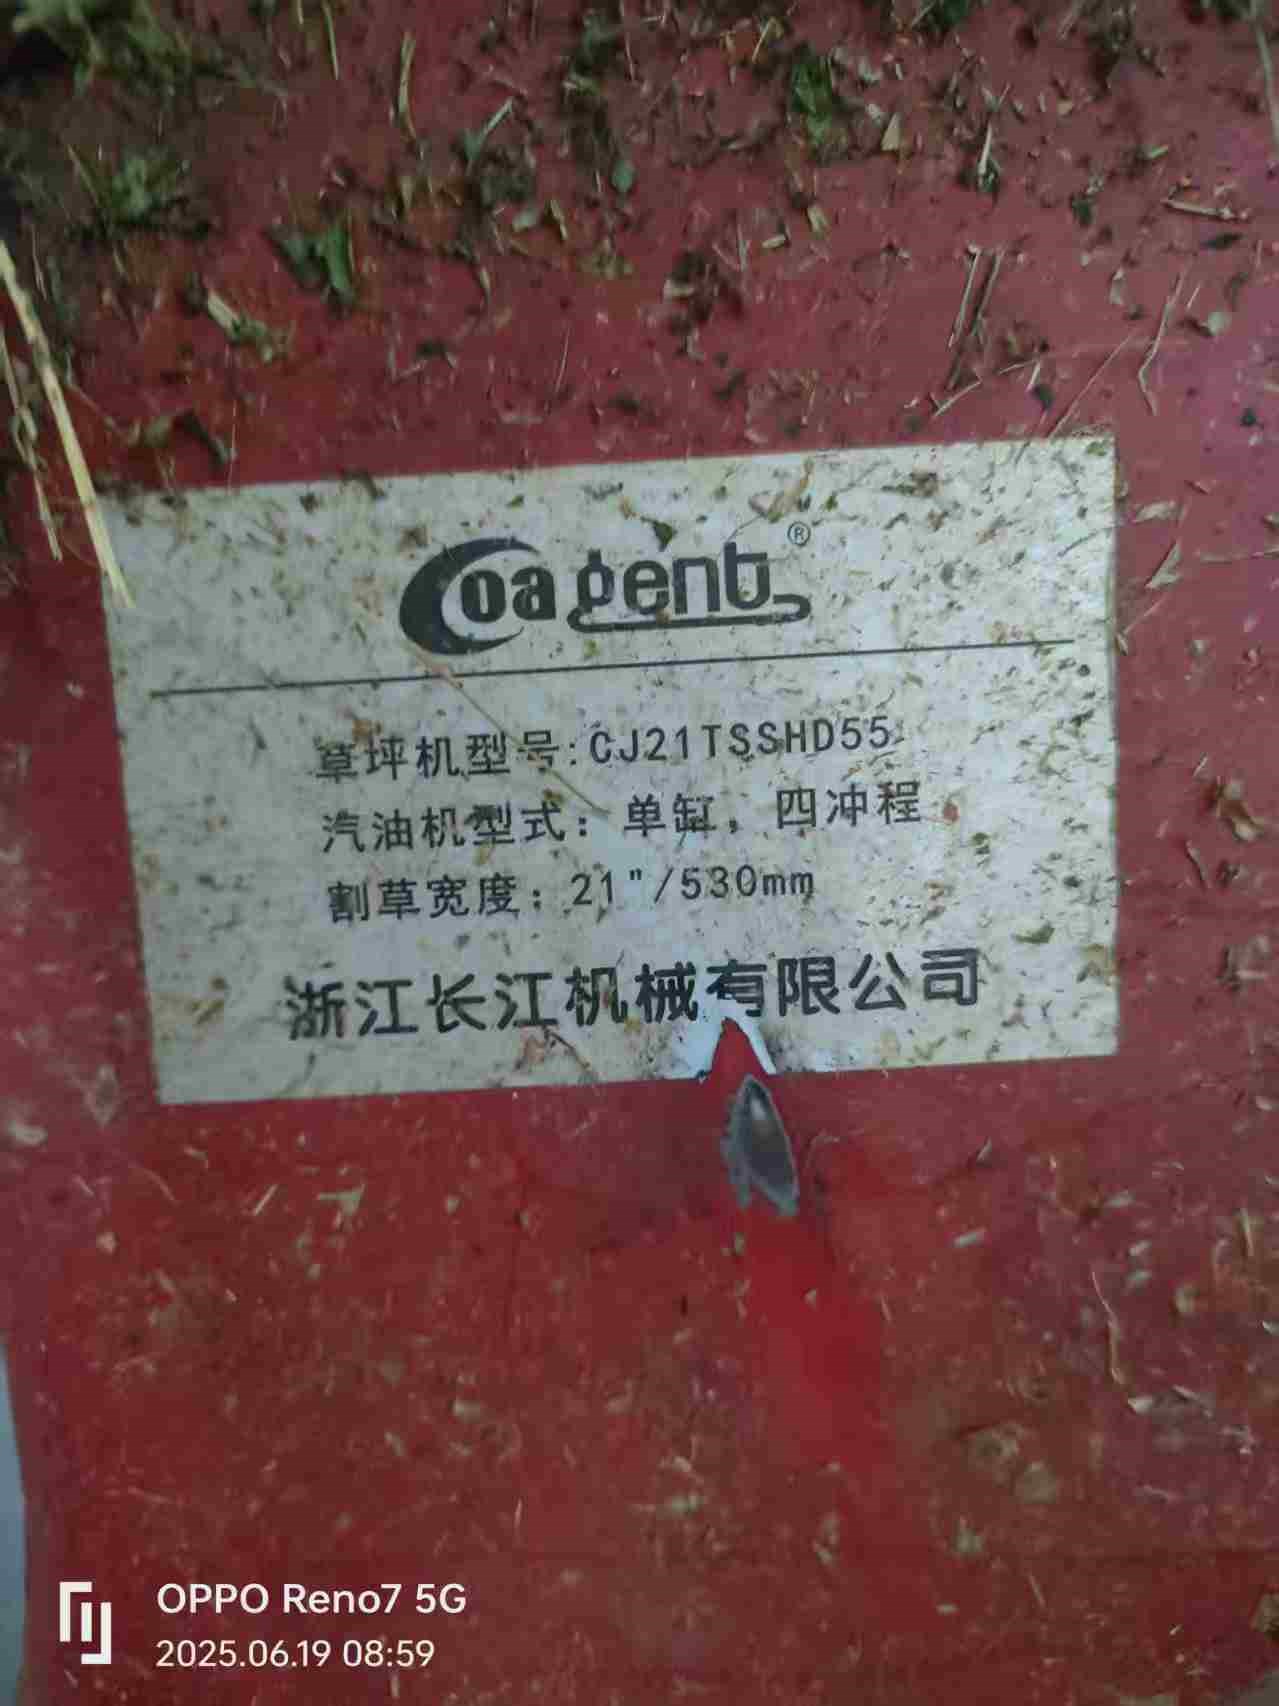 Coagent®
草坪机型号:CJ21TSSHD55
汽油机型式：单缸，四冲程
割草宽度：21"/530mm
浙江长江机械有限公司
OPPO Reno7 5G
2025.06.19 08:59